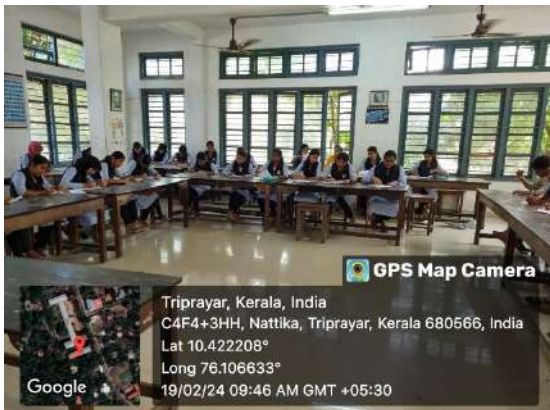 GPS Map Camera
Triprayar, Kerala, India
C4F4+3HH, Nattika, Triprayar, Kerala 680566, India
Lat 10.422208°
Long 76.106633°
19/02/24 09:46 AM GMT +05:30
Google